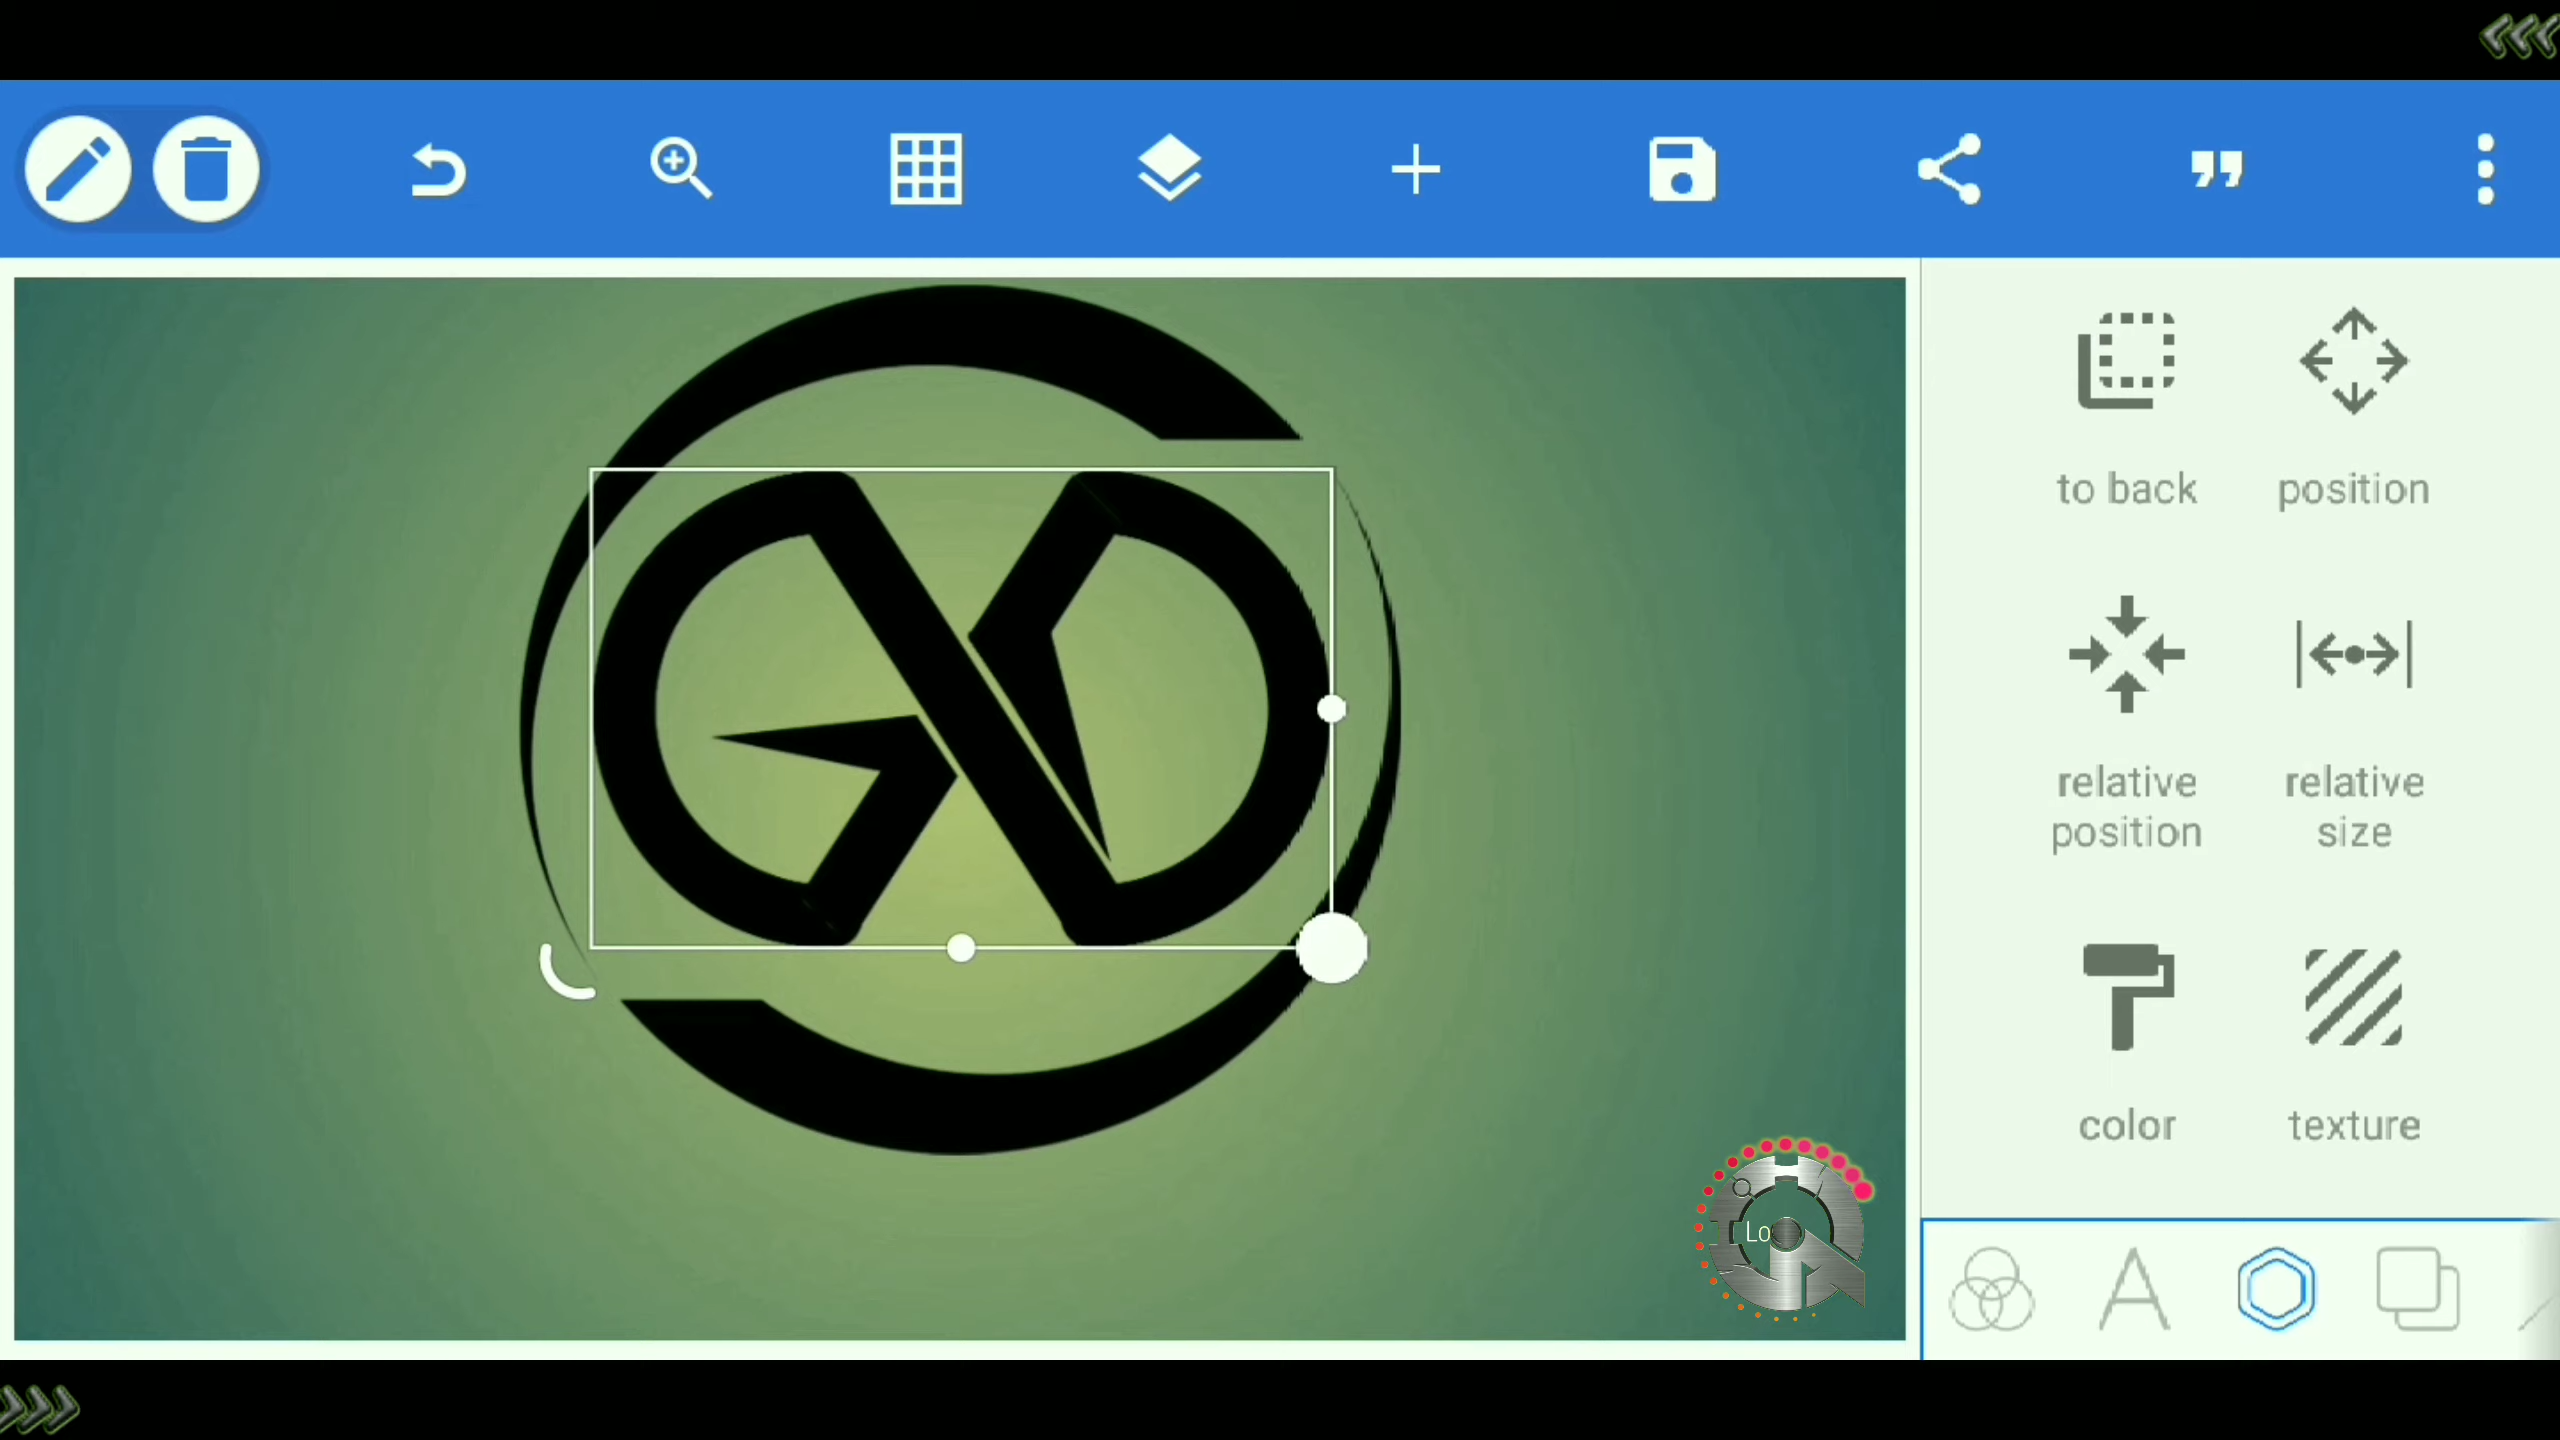 to back
position
relative
position
relative
size
color
texture
Lo
A